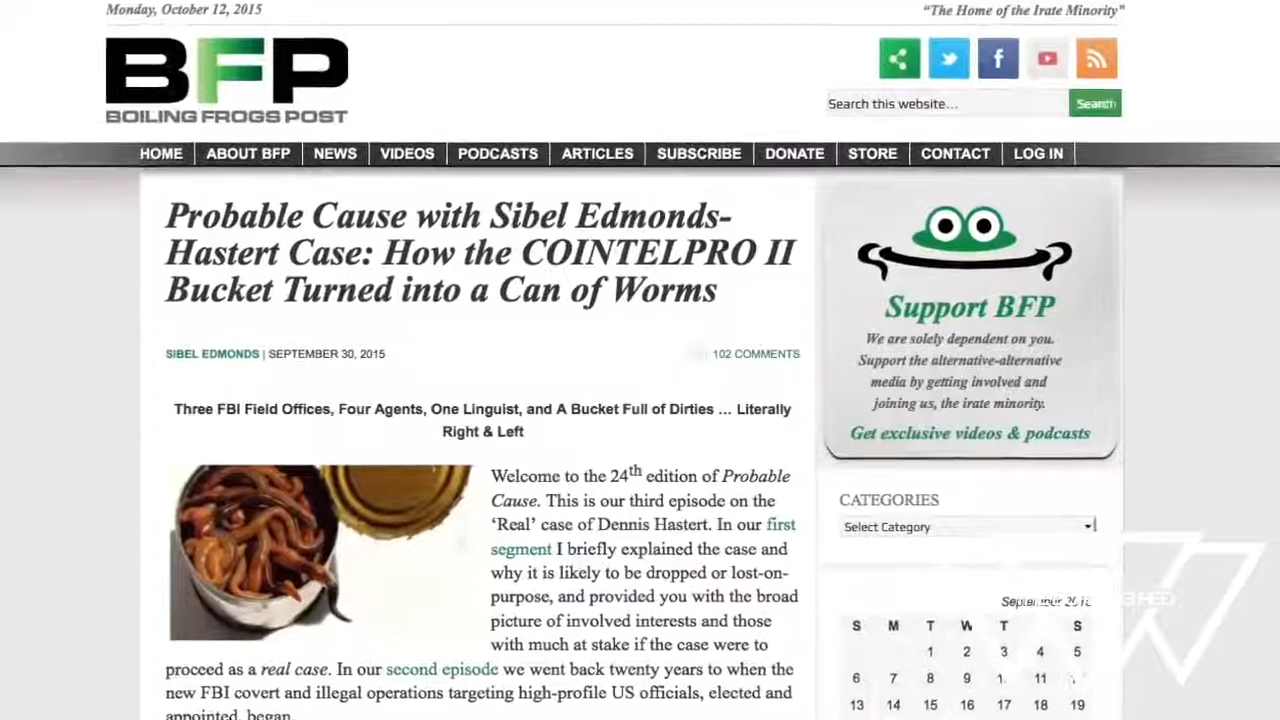 Monday, October 12, 2015
"The Home of the Irate Minority"
BFP
BOILING FROGS POST
Search this website...
Search
HOME
ABOUT BFP
NEWS
VIDEOS
PODCASTS
ARTICLES
SUBSCRIBE
DONATE
STORE
CONTACT
LOG IN
Probable Cause with Sibel Edmonds-
Hastert Case: How the COINTELPRO II
Bucket Turned into a Can of Worms
SIBEL EDMONDS | SEPTEMBER 30, 2015
102 COMMENTS
Three FBI Field Offices, Four Agents, One Linguist, and A Bucket Full of Dirties … Literally
Right & Left
Welcome to the 24th edition of Probable
Cause. This is our third episode on the
'Real' case of Dennis Hastert. In our first
segment I briefly explained the case and
why it is likely to be dropped or lost-on-
purpose, and provided you with the broad
picture of involved interests and those
with much at stake if the case were to
proceed as a real case. In our second episode we went back twenty years to when the
new FBI covert and illegal operations targeting high-profile US officials, elected and
appointed, began.
Support BFP
We are solely dependent on you.
Support the alternative-alternative
media by getting involved and
joining us, the irate minority.
Get exclusive videos & podcasts
CATEGORIES
Select Category
September
S M T W T S
1 2 3 4 5
6 7 8 9 11
13 14 15 16 17 18 19